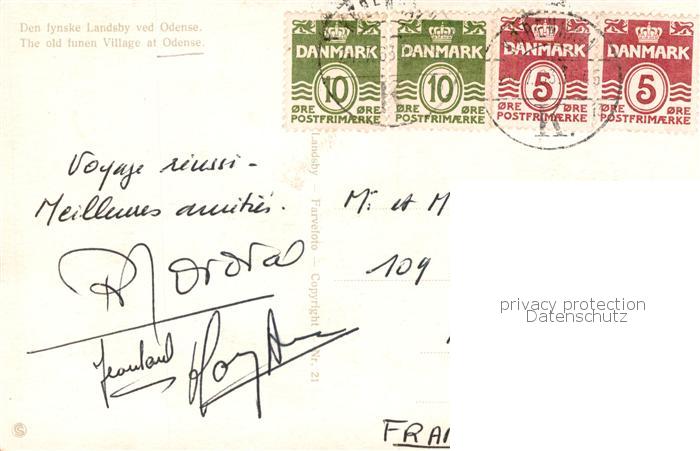 Den fynske Landsby ved Odense.
The old funen Village at Odense.
DANMARK
10
ØRE ØRE
POSTFRIMÆRKE
DANMARK
10
ØRE ØRE
POSTFRIMÆRKE
DANMARK
5
ØRE ØRE
POSTFRIMÆRKE
DANMARK
5
ØRE ØRE
POSTFRIMÆRKE
K.
Landsby — Farvefoto — Copyright Nr. 21
Voyage réussi -
Meilleures amitiés.
Mr et M
109
FRA
privacy protection
Datenschutz